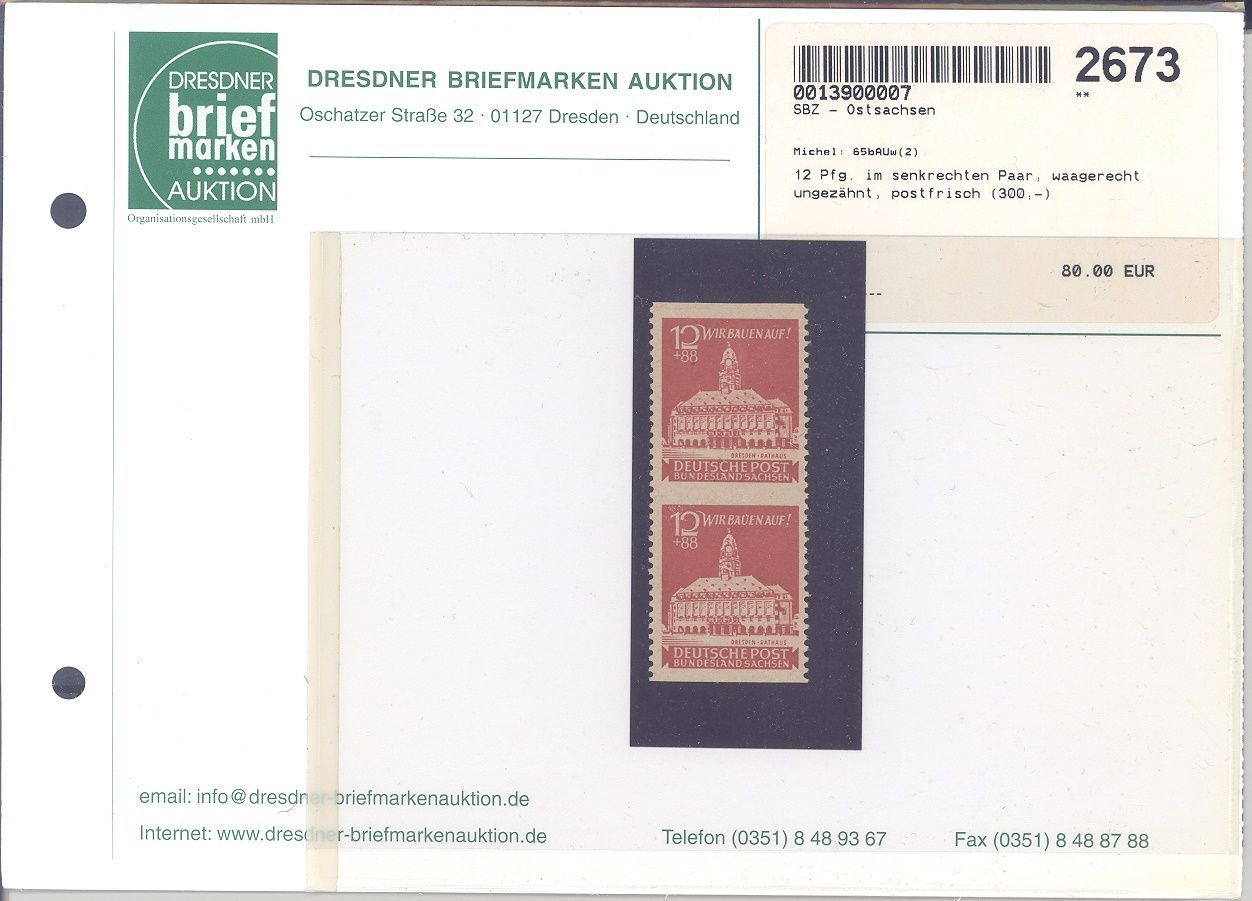 DRESDNER
brief
marken
AUKTION
Organisationsgesellschaft mbH
DRESDNER BRIEFMARKEN AUKTION
Oschatzer Straße 32 · 01127 Dresden · Deutschland
2673
0013900007
**
SBZ - Ostsachsen
Michel: 65bAUw(2)
12 Pfg. im senkrechten Paar, waagerecht
ungezähnt, postfrisch (300,-)
80.00 EUR
12 WIR BAUEN AUF!
+88
DRESDEN-RATHAUS
DEUTSCHE POST
BUNDESLAND SACHSEN
12 WIR BAUEN AUF!
+88
DRESDEN-RATHAUS
DEUTSCHE POST
BUNDESLAND SACHSEN
email: info@dresdner-briefmarkenauktion.de
Internet: www.dresdner-briefmarkenauktion.de
Telefon (0351) 8 48 93 67
Fax (0351) 8 48 87 88